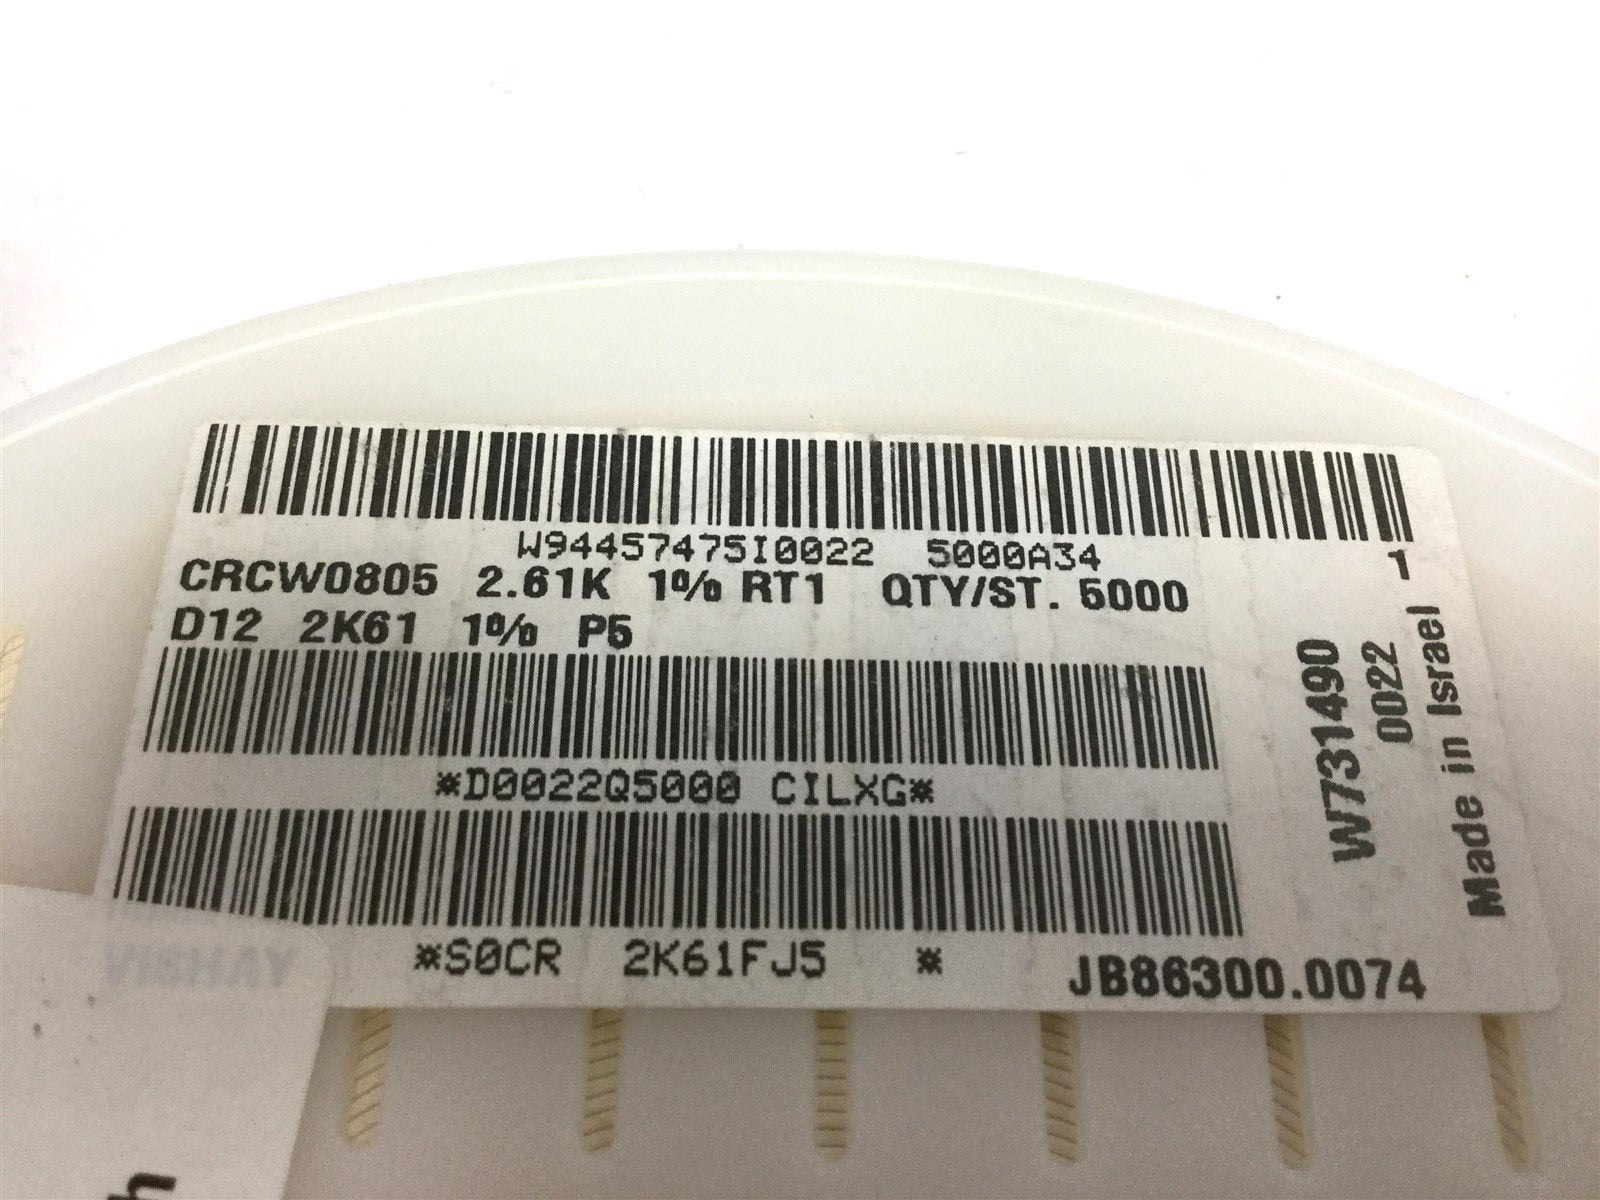 W94457475I0022 5000A34
CRCW0805 2.61K 1% RT1 QTY/ST. 5000
D12 2K61 1% P5
*D0022Q5000 CILXG*
*S0CR 2K61FJ5 *
JB86300.0074
VISHAY
W731490
0022 1
Made in Israel
h